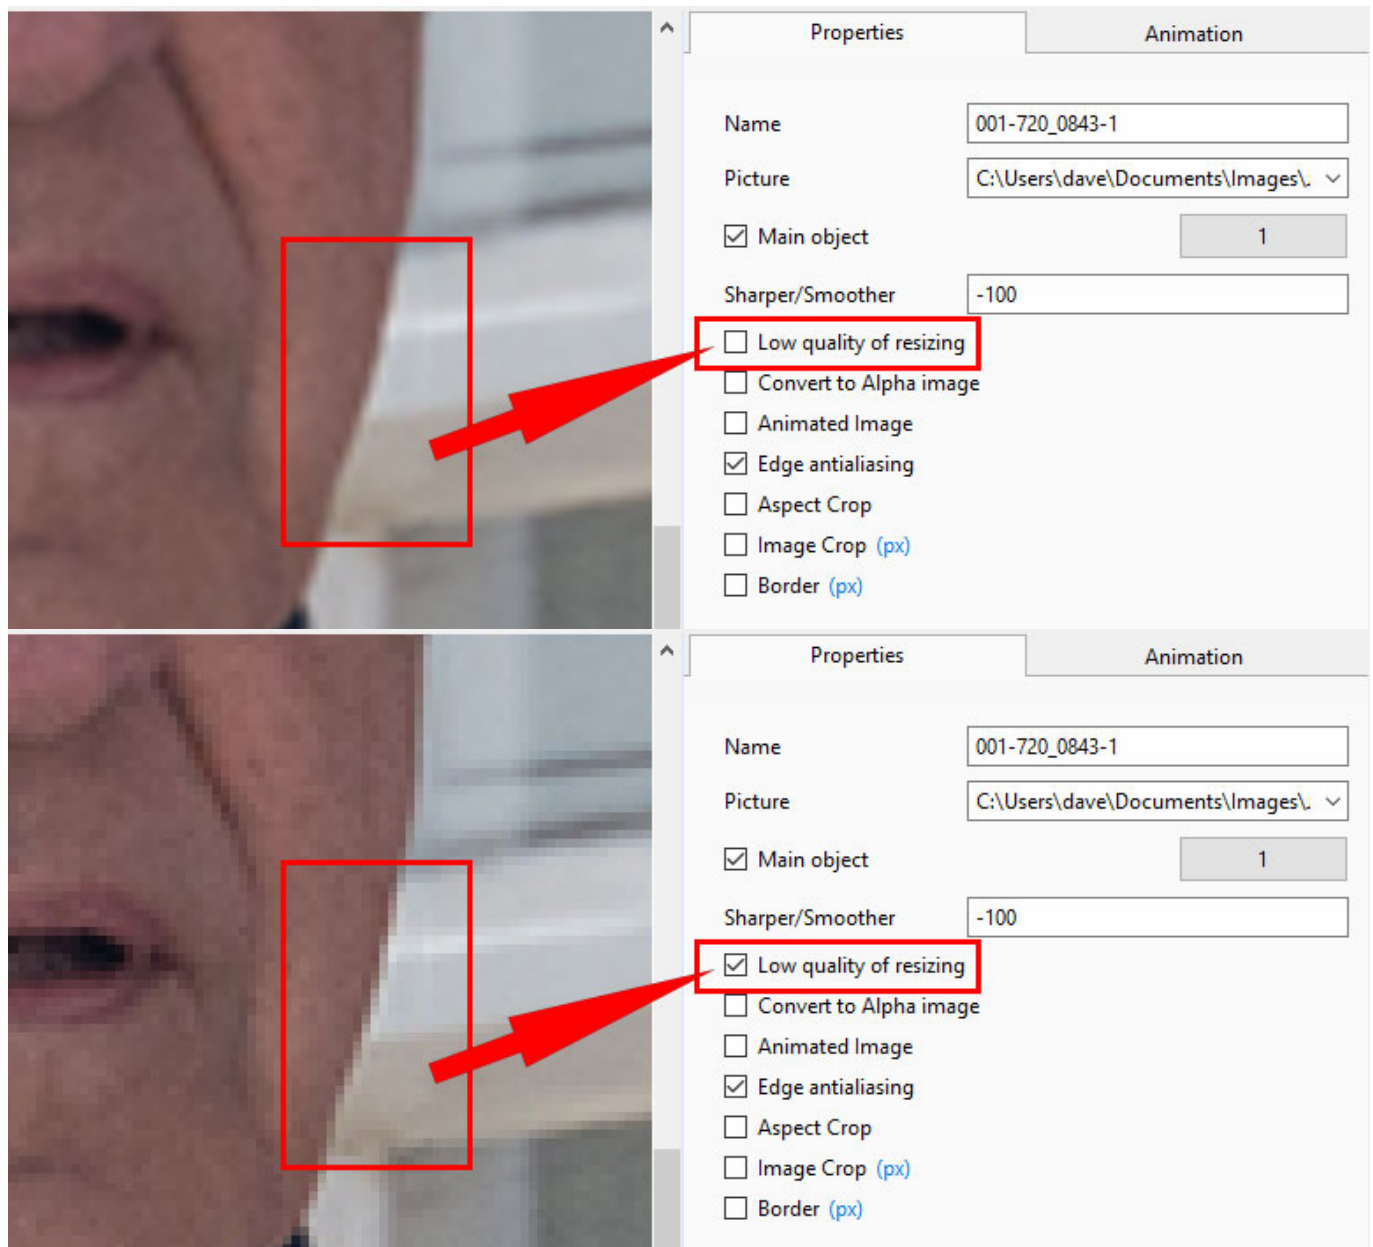 Properties Animation
Name 001-720_0843-1
Picture C:\Users\dave\Documents\Images\.
Main object 1
Sharper/Smoother -100
Low quality of resizing
Convert to Alpha image
Animated Image
Edge antialiasing
Aspect Crop
Image Crop (px)
Border (px)
Properties Animation
Name 001-720_0843-1
Picture C:\Users\dave\Documents\Images\.
Main object 1
Sharper/Smoother -100
Low quality of resizing
Convert to Alpha image
Animated Image
Edge antialiasing
Aspect Crop
Image Crop (px)
Border (px)